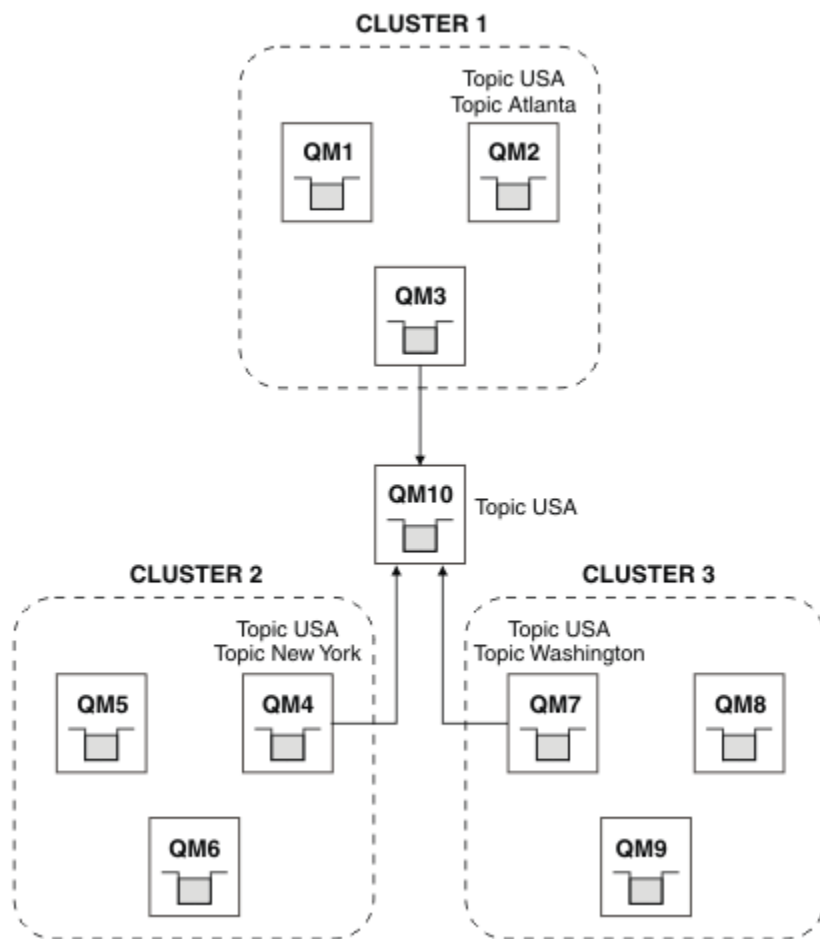 CLUSTER 1
Topic USA
Topic Atlanta
QM1
QM2
QM3
QM10
Topic USA
CLUSTER 2
Topic USA
Topic New York
QM5
QM4
QM6
CLUSTER 3
Topic USA
Topic Washington
QM7
QM8
QM9